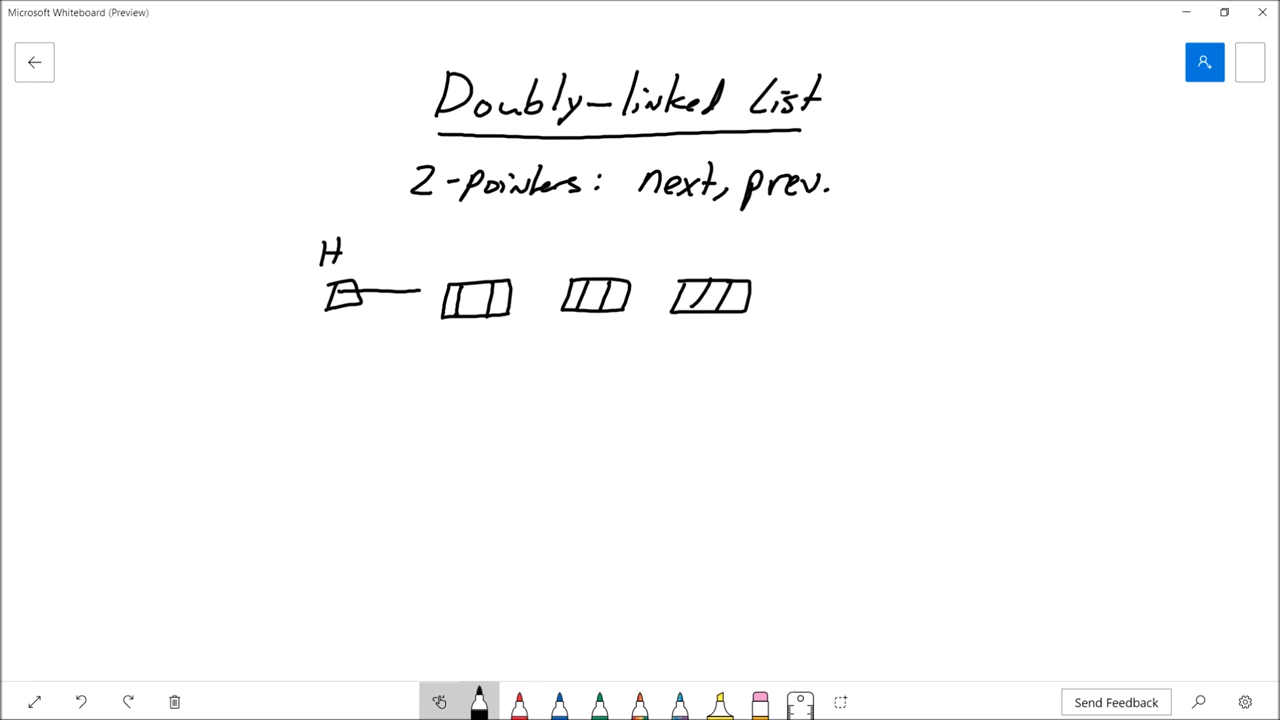 Microsoft Whiteboard (Preview)
Doubly-linked List
2-pointers: next, prev.
H
Send Feedback